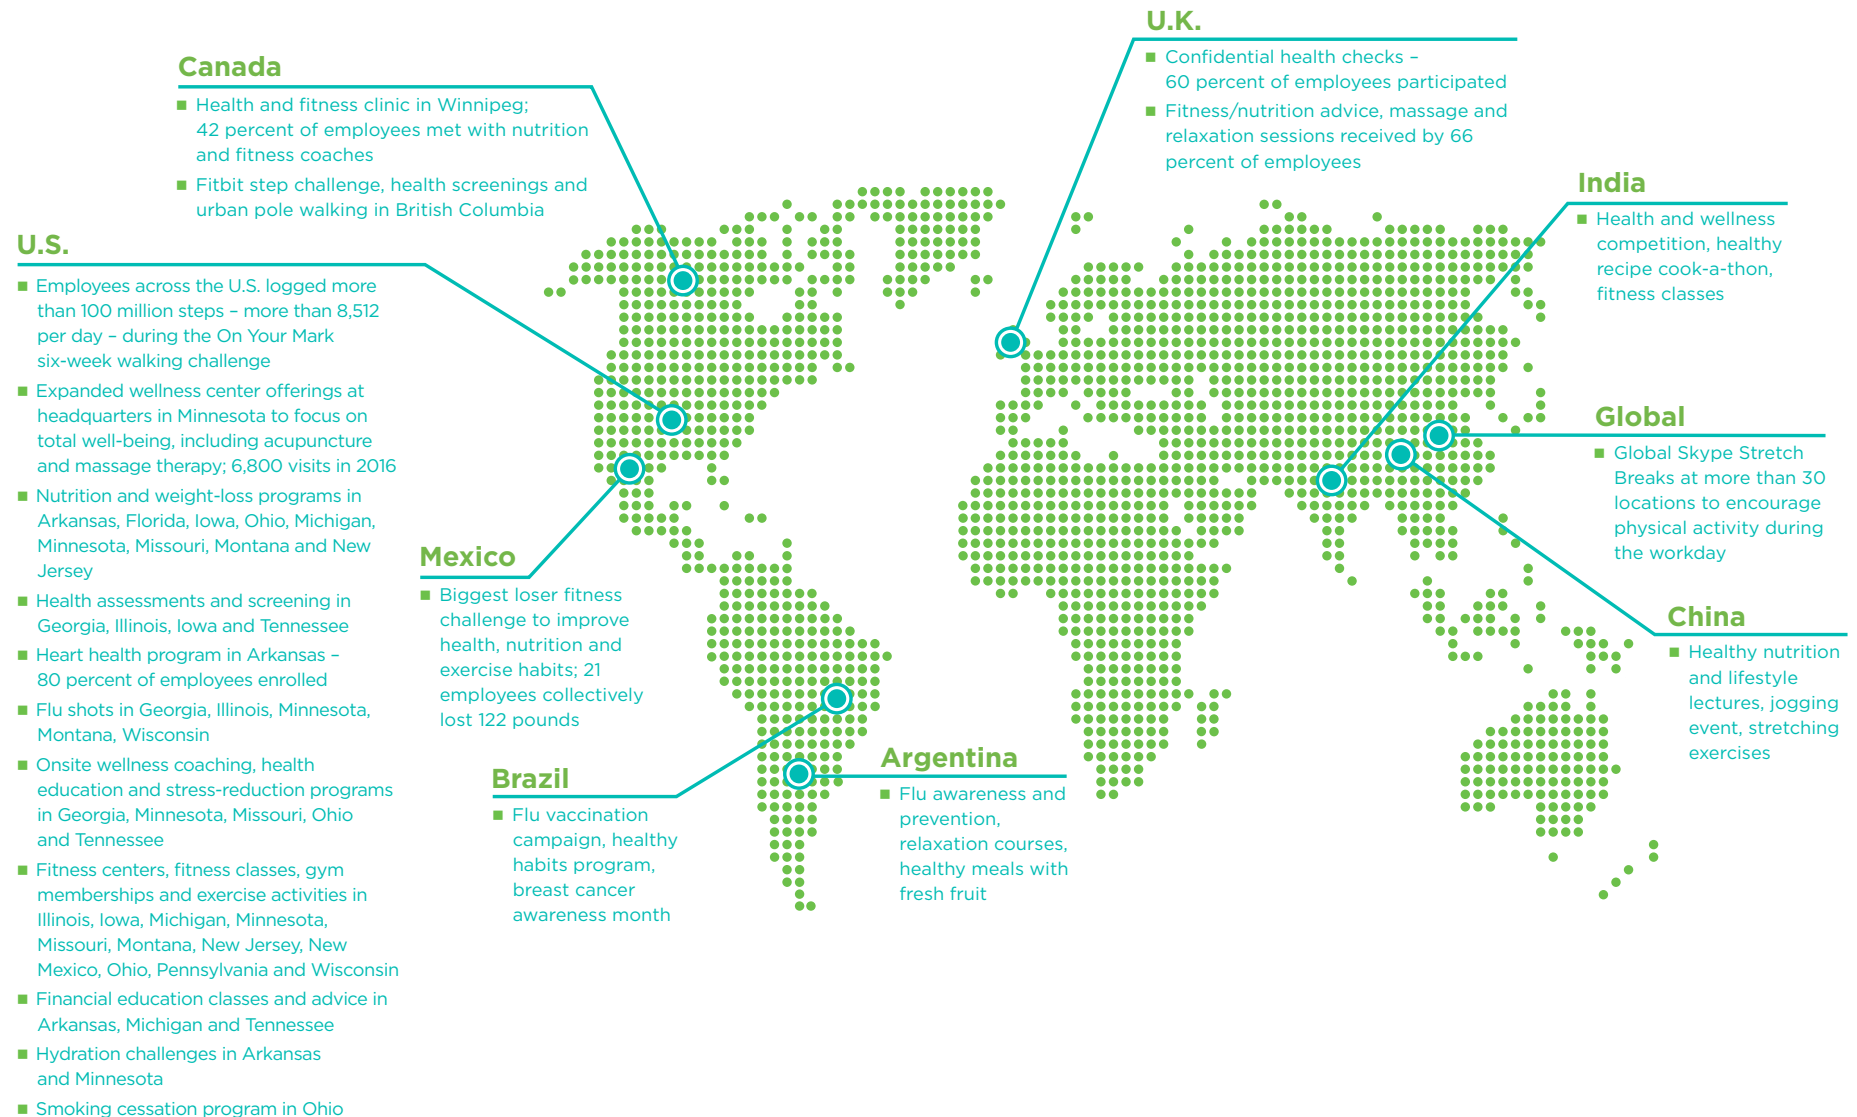 Canada
■ Health and fitness clinic in Winnipeg;
42 percent of employees met with nutrition
and fitness coaches
■ Fitbit step challenge, health screenings and
urban pole walking in British Columbia
U.S.
■ Employees across the U.S. logged more
than 100 million steps – more than 8,512
per day – during the On Your Mark
six-week walking challenge
■ Expanded wellness center offerings at
headquarters in Minnesota to focus on
total well-being, including acupuncture
and massage therapy; 6,800 visits in 2016
■ Nutrition and weight-loss programs in
Arkansas, Florida, Iowa, Ohio, Michigan,
Minnesota, Missouri, Montana and New
Jersey
■ Health assessments and screening in
Georgia, Illinois, Iowa and Tennessee
■ Heart health program in Arkansas –
80 percent of employees enrolled
■ Flu shots in Georgia, Illinois, Minnesota,
Montana, Wisconsin
■ Onsite wellness coaching, health
education and stress-reduction programs
in Georgia, Minnesota, Missouri, Ohio
and Tennessee
■ Fitness centers, fitness classes, gym
memberships and exercise activities in
Illinois, Iowa, Michigan, Minnesota,
Missouri, Montana, New Jersey, New
Mexico, Ohio, Pennsylvania and Wisconsin
■ Financial education classes and advice in
Arkansas, Michigan and Tennessee
■ Hydration challenges in Arkansas
and Minnesota
■ Smoking cessation program in Ohio
Mexico
■ Biggest loser fitness
challenge to improve
health, nutrition and
exercise habits; 21
employees collectively
lost 122 pounds
Brazil
■ Flu vaccination
campaign, healthy
habits program,
breast cancer
awareness month
Argentina
■ Flu awareness and
prevention,
relaxation courses,
healthy meals with
fresh fruit
U.K.
■ Confidential health checks –
60 percent of employees participated
■ Fitness/nutrition advice, massage and
relaxation sessions received by 66
percent of employees
India
■ Health and wellness
competition, healthy
recipe cook-a-thon,
fitness classes
Global
■ Global Skype Stretch
Breaks at more than 30
locations to encourage
physical activity during
the workday
China
■ Healthy nutrition
and lifestyle
lectures, jogging
event, stretching
exercises